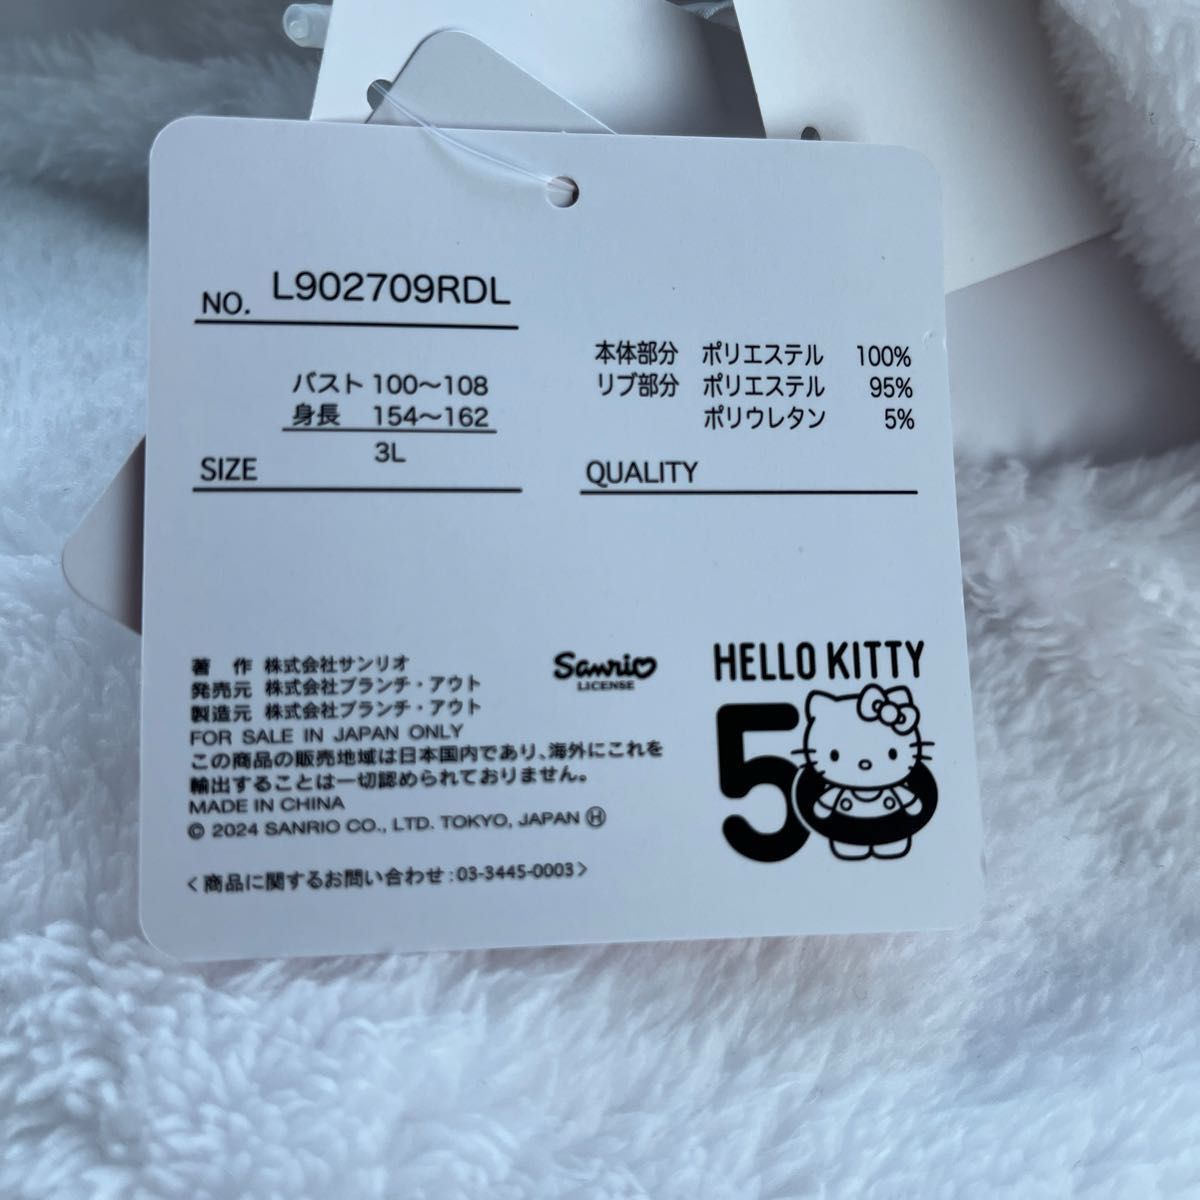 NO. L902709RDL
バスト 100〜108
身長 154〜162
3L
SIZE
本体部分 ポリエステル 100%
リブ部分 ポリエステル 95%
ポリウレタン 5%
QUALITY
著 作 株式会社サンリオ
発売元 株式会社ブランチ・アウト
製造元 株式会社ブランチ・アウト
FOR SALE IN JAPAN ONLY
この商品の販売地域は日本国内であり、海外にこれを
輸出することは一切認められておりません。
MADE IN CHINA
© 2024 SANRIO CO., LTD. TOKYO, JAPAN Ⓗ
<商品に関するお問い合わせ:03-3445-0003>
Sanrio
LICENSE
HELLO KITTY
50